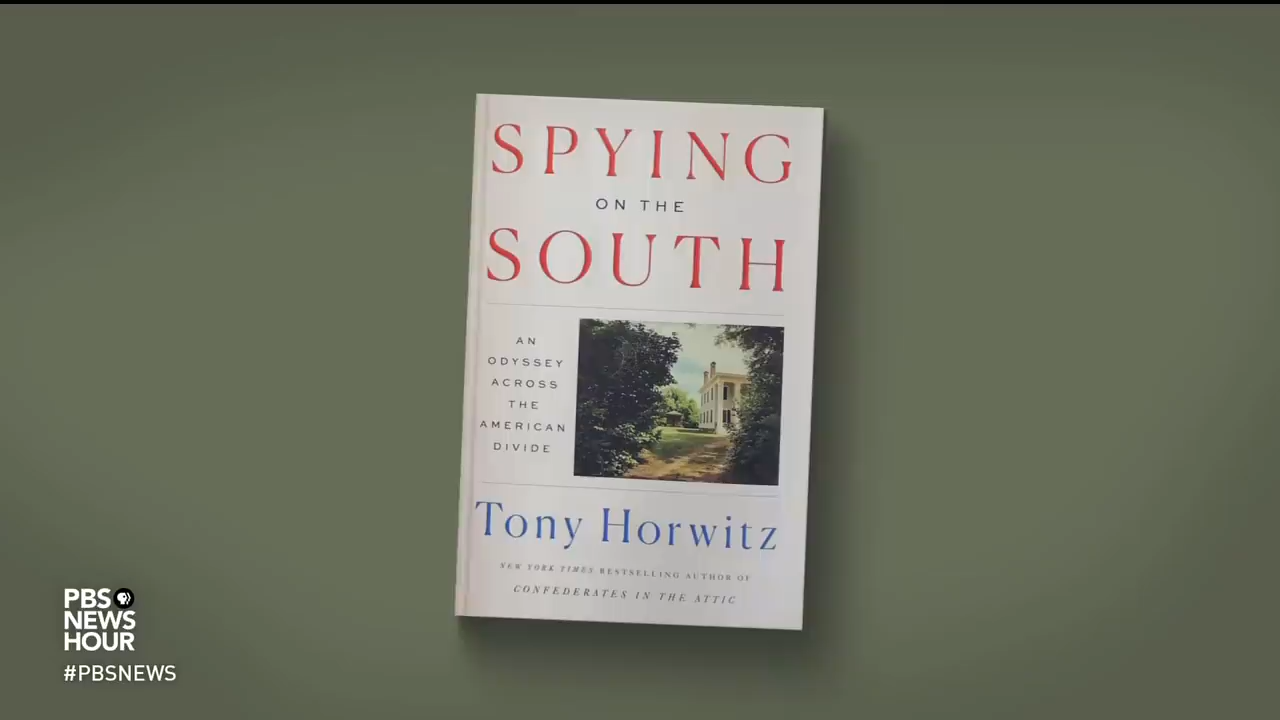 SPYING
ON THE
SOUTH
AN
ODYSSEY
ACROSS
THE
AMERICAN
DIVIDE
Tony Horwitz
NEW YORK TIMES BESTSELLING AUTHOR OF
CONFEDERATES IN THE ATTIC
PBS
NEWS
HOUR
#PBSNEWS